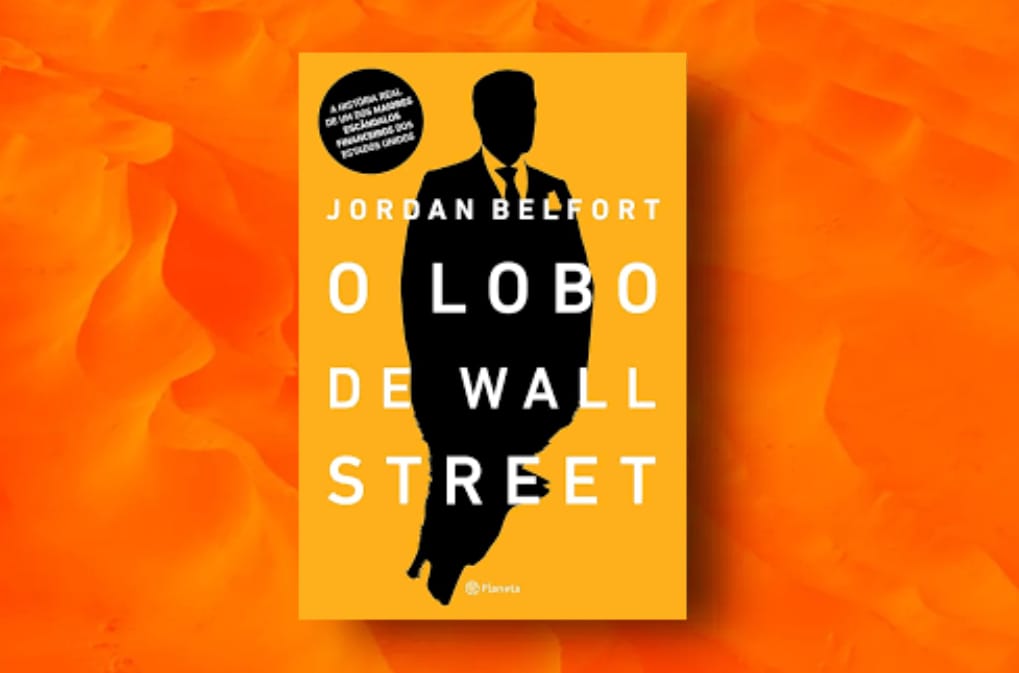 A HISTÓRIA REAL
DE UM DOS MAIORES
ESCÂNDALOS
FINANCEIROS DOS
ESTADOS UNIDOS
JORDAN BELFORT
O LOBO
DE WALL
STREET
Planeta